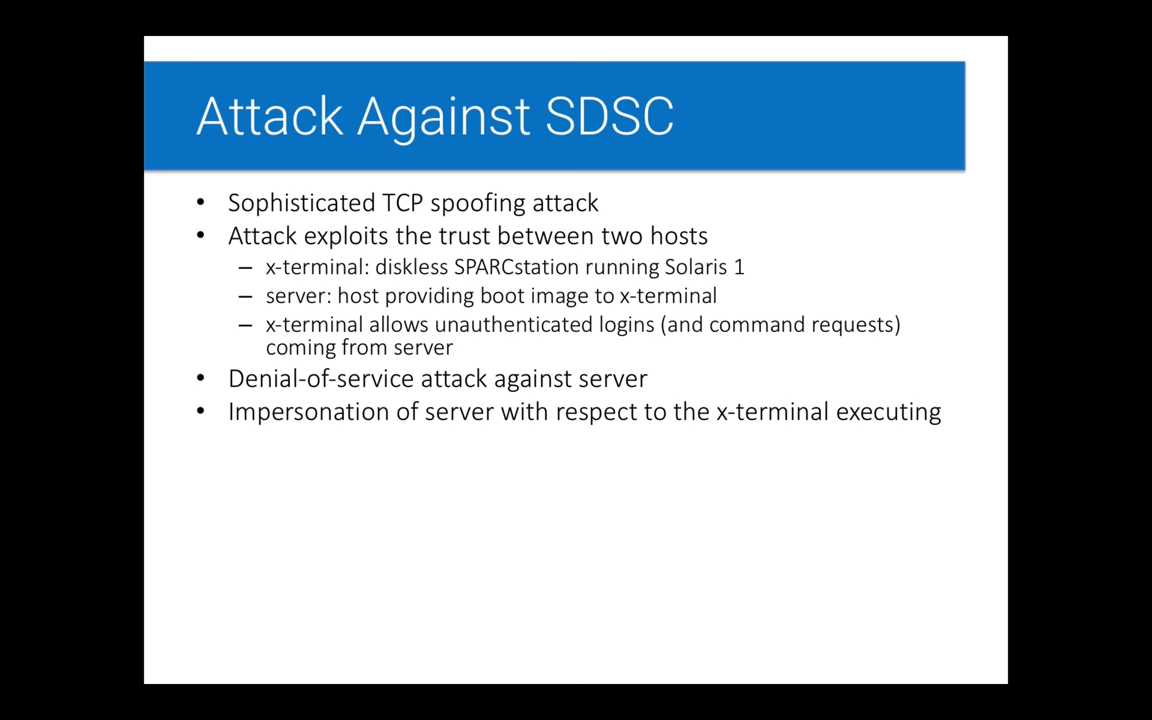 Attack Against SDSC
• Sophisticated TCP spoofing attack
• Attack exploits the trust between two hosts
– x-terminal: diskless SPARCstation running Solaris 1
– server: host providing boot image to x-terminal
– x-terminal allows unauthenticated logins (and command requests)
coming from server
• Denial-of-service attack against server
• Impersonation of server with respect to the x-terminal executing